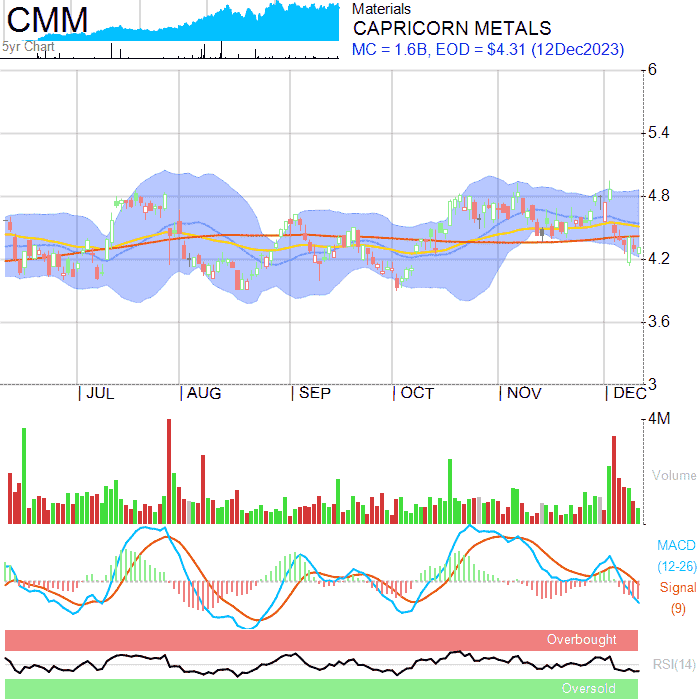 CMM
5yr Chart
Materials
CAPRICORN METALS
MC = 1.6B, EOD = $4.31 (12Dec2023)
6
5.4
4.8
4.2
3.6
3
JUL
AUG
SEP
OCT
NOV
DEC
4M
Volume
MACD
(12-26)
Signal
(9)
Overbought
RSI(14)
Oversold